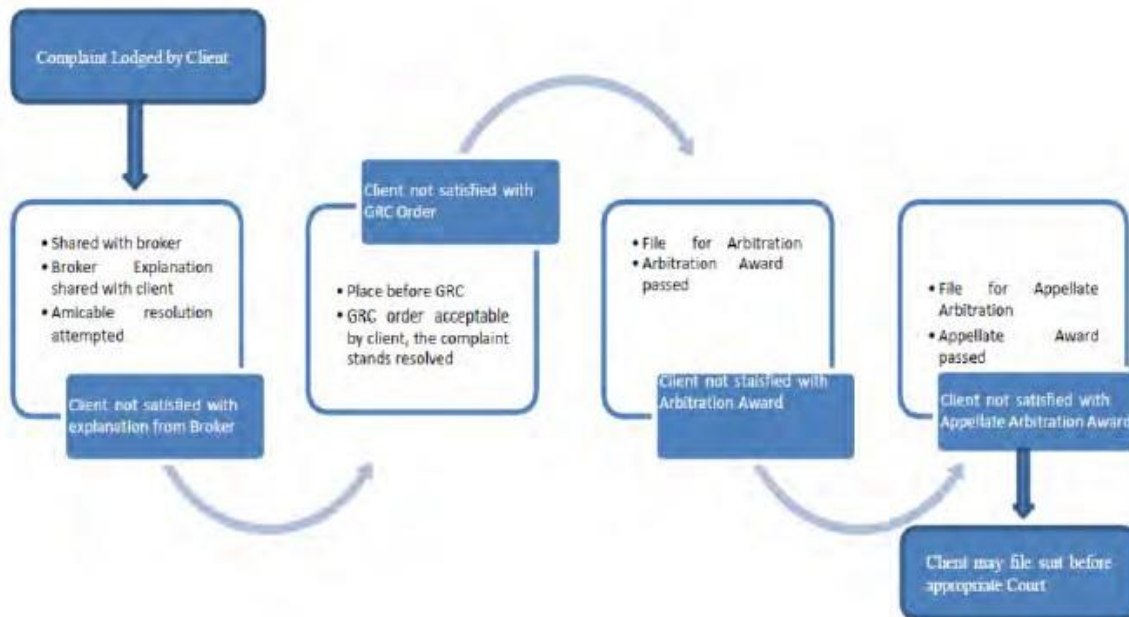 Complaint Lodged by Client
• Shared with broker
• Broker Explanation
shared with client
• Amicable resolution
attempted
Client not satisfied with
explanation from Broker
Client not satisfied with
GRC Order
• Place before GRC
• GRC order acceptable
by client, the complaint
stands resolved
• File for Arbitration
• Arbitration Award
passed
Client not staisfied with
Arbitration Award
• File for Appellate
Arbitration
• Appellate Award
passed
Client not satisfied with
Appellate Arbitration Award
Client may file suit before
appropriate Court